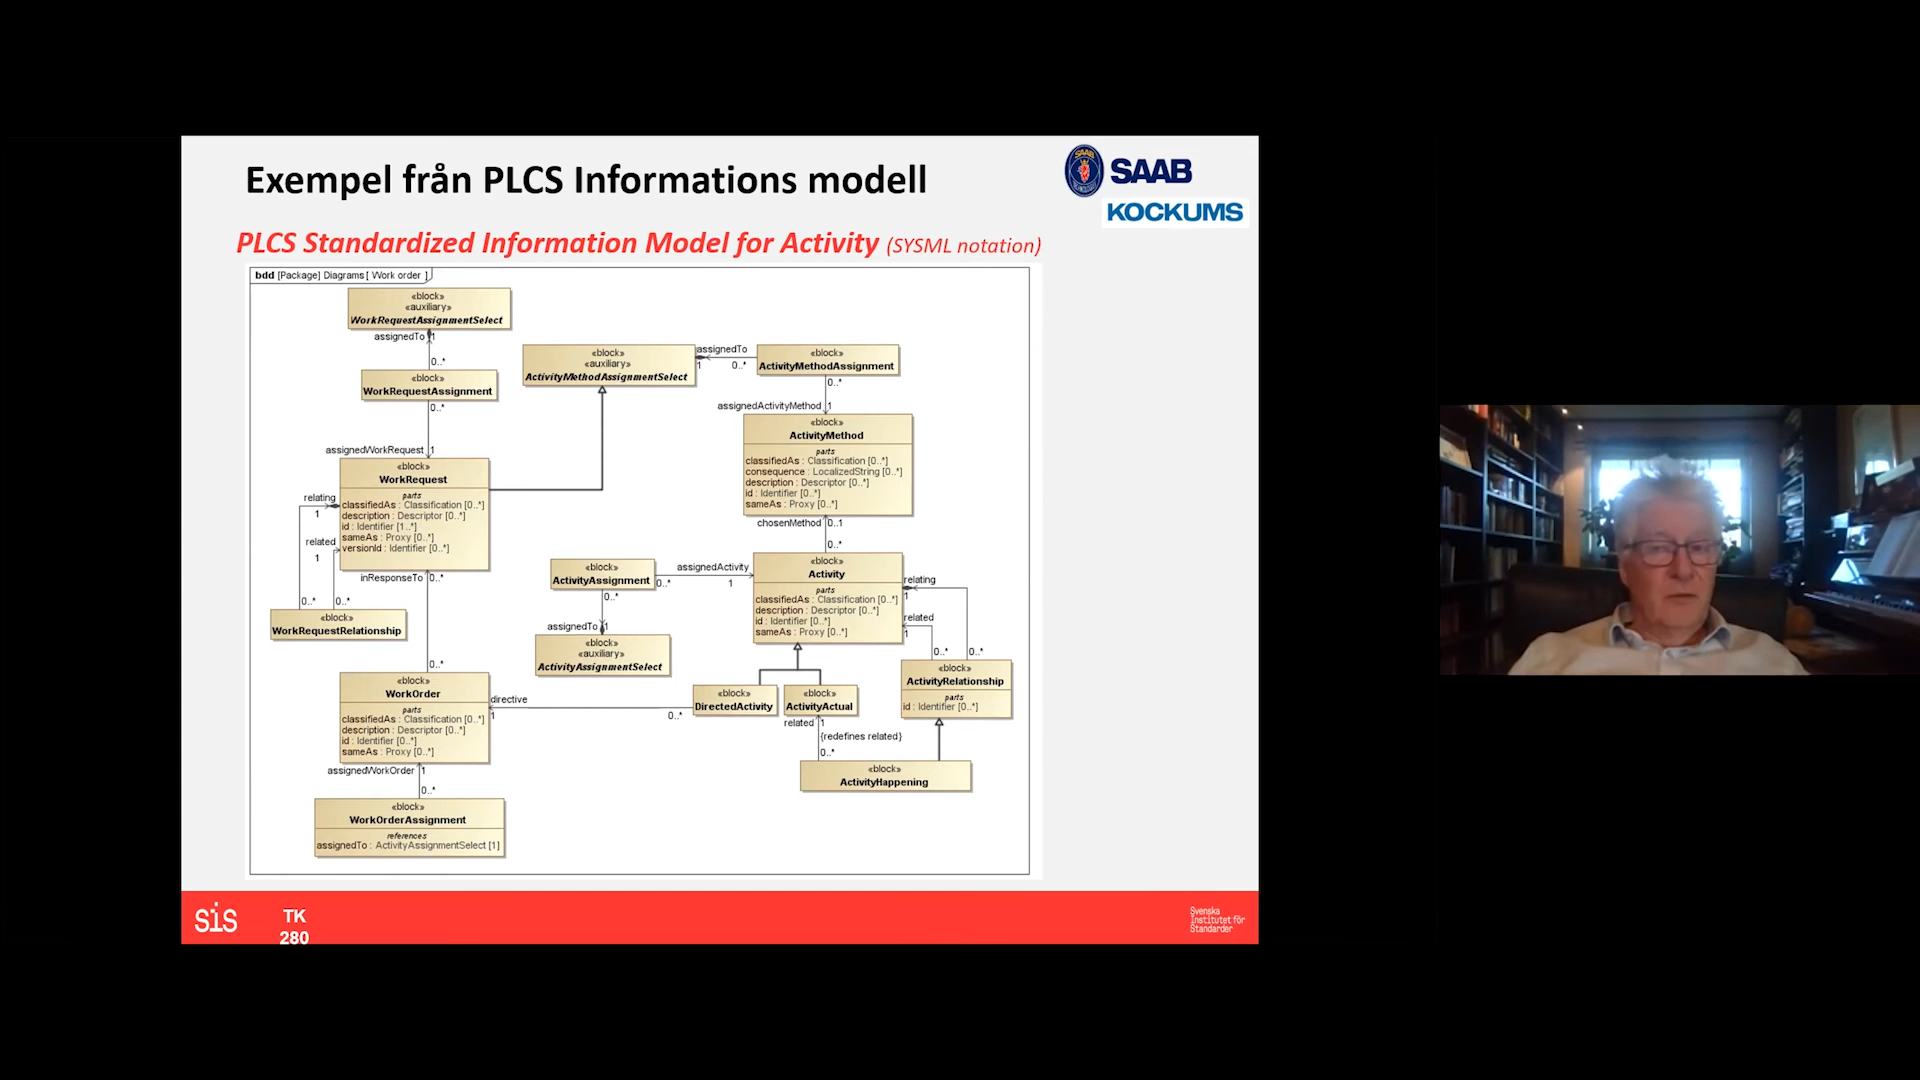 Exempel från PLCS Informations modell
SAAB
SAAB
KOCKUMS
PLCS Standardized Information Model for Activity (SYSML notation)
bdd [Package] Diagrams [ Work order ]
«block»
«auxiliary»
WorkRequestAssignmentSelect
assignedTo 1
0..*
«block»
WorkRequestAssignment
0..*
assignedWorkRequest 1
«block»
WorkRequest
parts
classifiedAs : Classification [0..*]
description : Descriptor [0..*]
id : Identifier [1..*]
sameAs : Proxy [0..*]
versionId : Identifier [0..*]
relating
1
related
1
0..* 0..*
«block»
WorkRequestRelationship
inResponseTo 0..*
0..*
«block»
WorkOrder
parts
classifiedAs : Classification [0..*]
description : Descriptor [0..*]
id : Identifier [0..*]
sameAs : Proxy [0..*]
assignedWorkOrder 1
0..*
«block»
WorkOrderAssignment
references
assignedTo : ActivityAssignmentSelect [1]
«block»
«auxiliary»
ActivityMethodAssignmentSelect
assignedTo
1 0..*
«block»
ActivityMethodAssignment
0..*
assignedActivityMethod 1
«block»
ActivityMethod
parts
classifiedAs : Classification [0..*]
consequence : LocalizedString [0..*]
description : Descriptor [0..*]
id : Identifier [0..*]
sameAs : Proxy [0..*]
chosenMethod 0..1
0..*
«block»
ActivityAssignment
assignedActivity
0..* 1
0..*
assignedTo 1
«block»
«auxiliary»
ActivityAssignmentSelect
«block»
Activity
parts
classifiedAs : Classification [0..*]
description : Descriptor [0..*]
id : Identifier [0..*]
sameAs : Proxy [0..*]
relating
1
related
1
0..* 0..*
«block»
ActivityRelationship
parts
id : Identifier [0..*]
directive
1 0..*
«block»
DirectedActivity
«block»
ActivityActual
related 1
{redefines related}
0..*
«block»
ActivityHappening
sis
TK
280
Svenska
Institutet för
Standarder